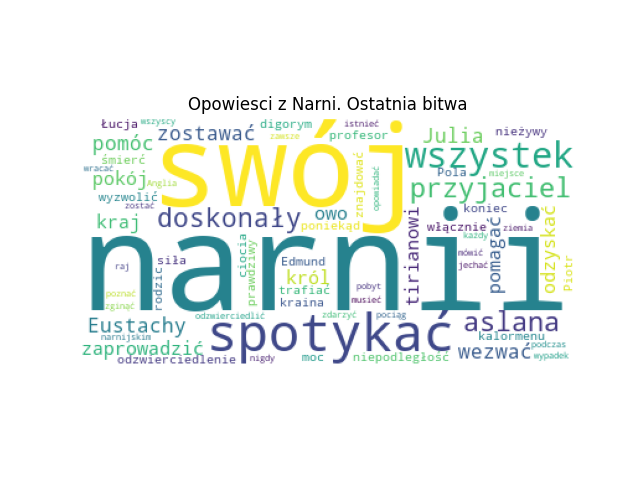 Opowiesci z Narni. Ostatnia bitwa
Łucja wszyscy zostawać digorym istnieć
zawsze profesor Julia nieżywy
pomóc swój wszystek
śmierć Pola miejsce
wracać pokój Anglia znajdować opowiadać przyjaciel
wyzwolić zostać
kraj doskonały owo koniec
poniekąd włącznie ziemia
narnii
ciocia prawdziwy tirianowi pomagać każdy odzyskać
raj siła Edmund mówić
rodzic król jechać Piotr
poznać trafiać pobyt
zginąć kraina musieć
odzwierciedlić zdarzyć pociąg
Eustachy spotykać aslana
narnijskim kalormenu
zaprowadzić wezwać podczas
odzwierciedlenie nigdy moc niepodległość wypadek